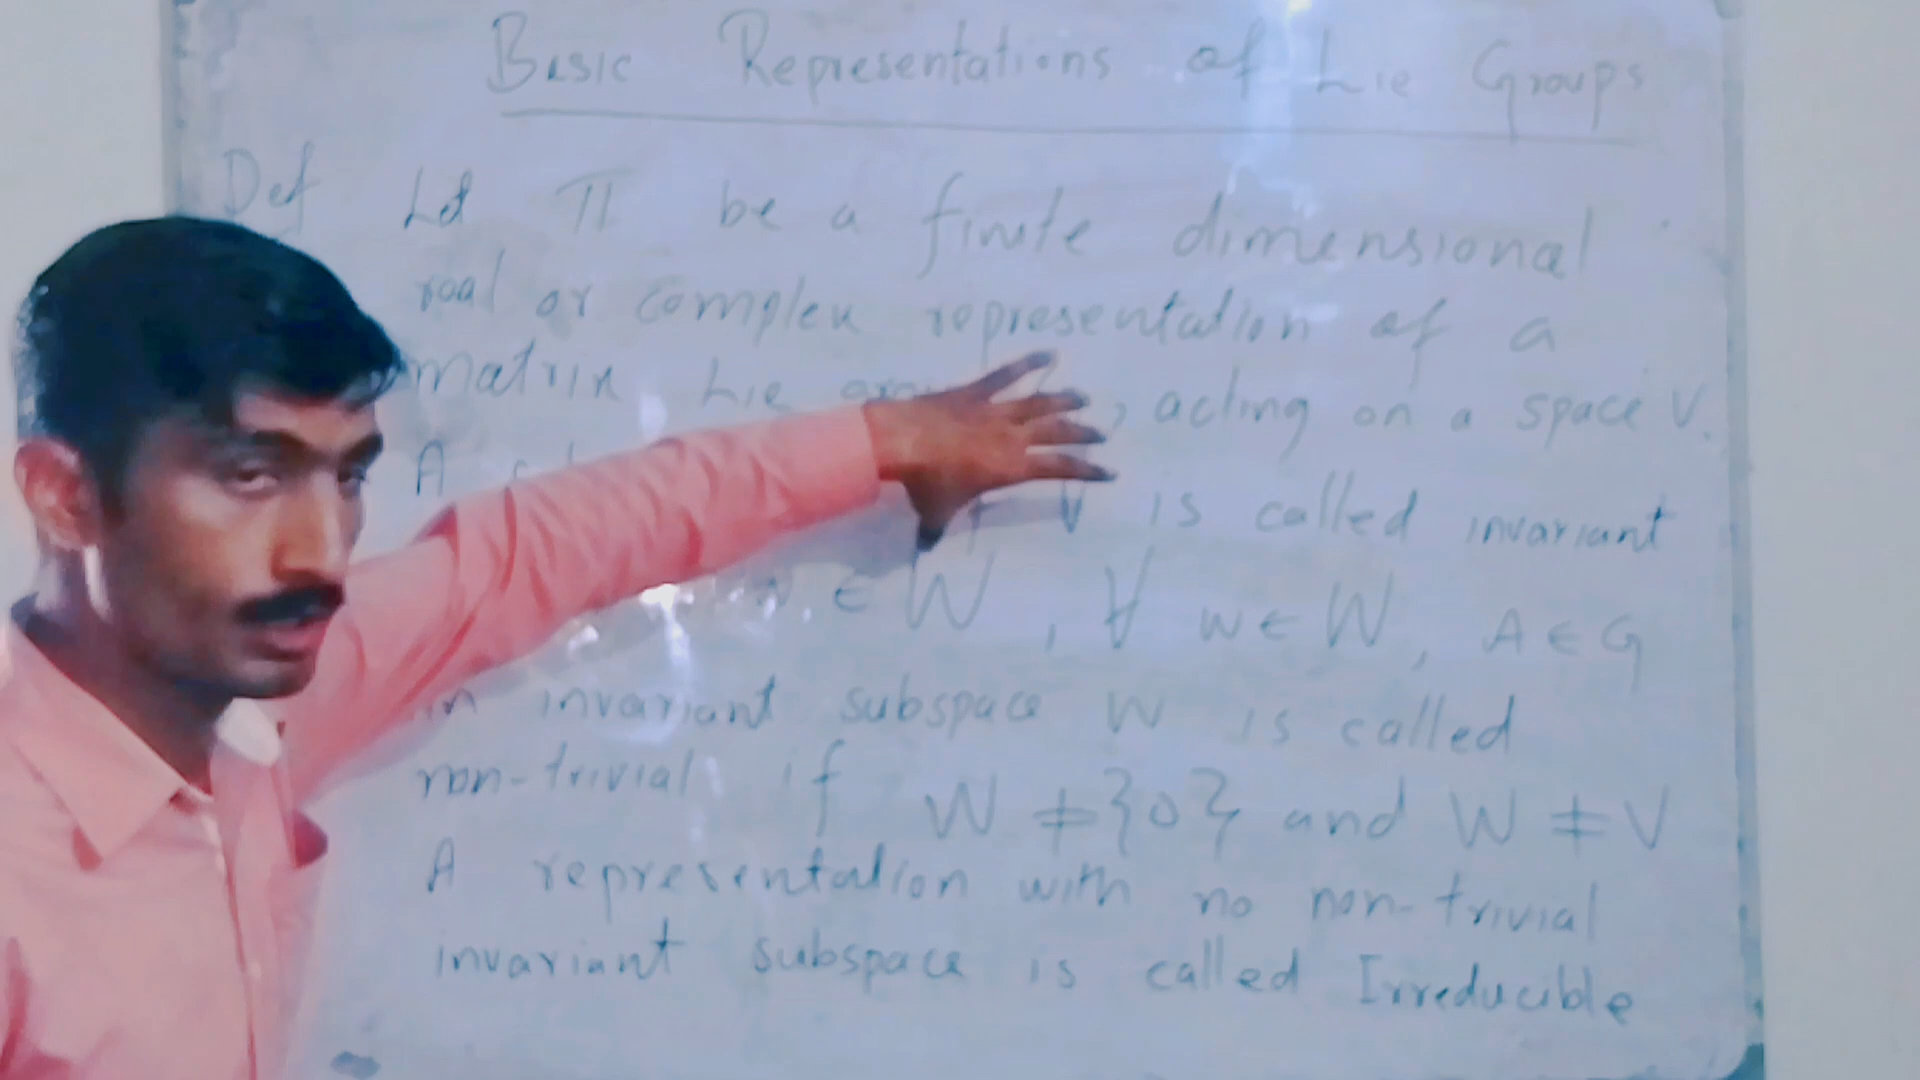 Basic Representations of Lie Groups
Def Let Π be a finite dimensional
real or complex representation of a
matrix Lie , acting on a space V.
A V is called invariant
∈ W , ∀ w ∈ W , A ∈ G
invariant subspace W is called
non-trivial if W ≠ {0} and W ≠ V
A representation with no non-trivial
invariant subspace is called Irreducible